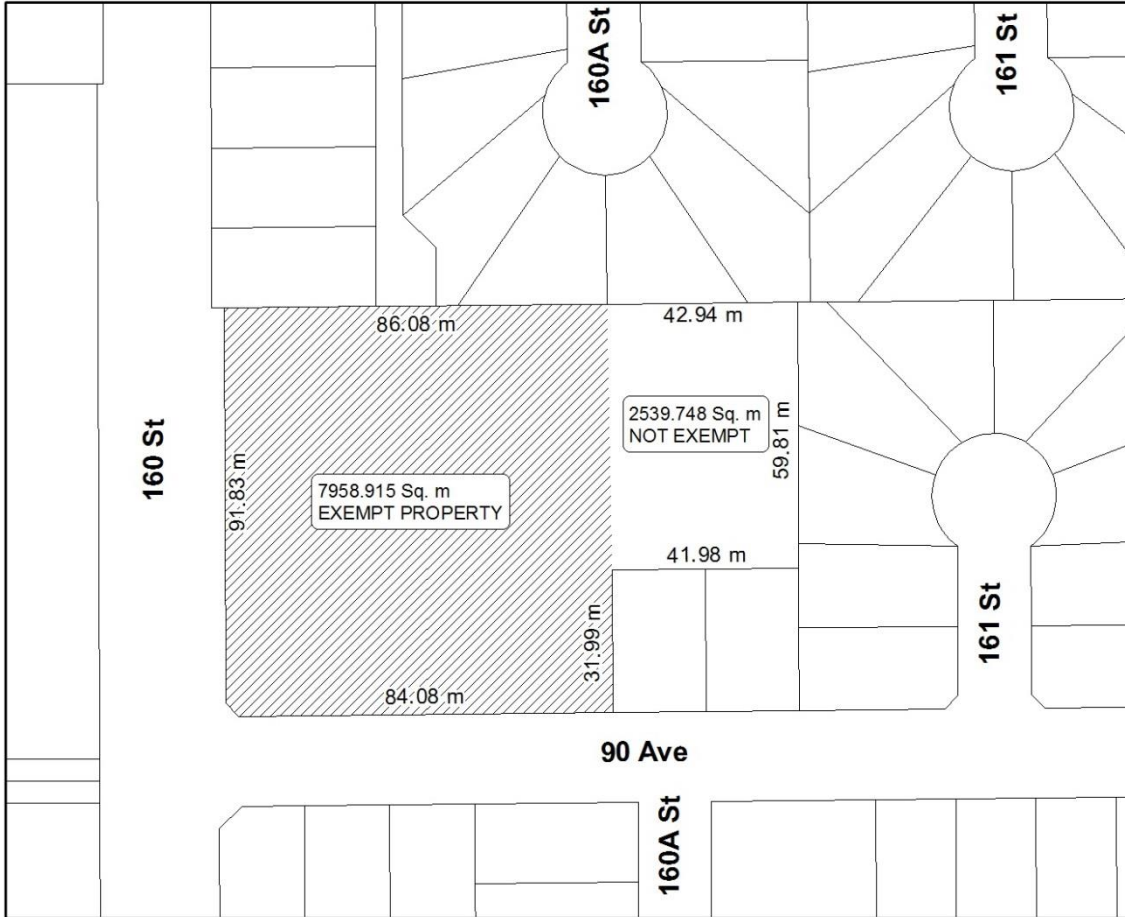 160A St
161 St
86.08 m
42.94 m
2539.748 Sq. m
NOT EXEMPT
59.81 m
160 St
91.83 m
7958.915 Sq. m
EXEMPT PROPERTY
41.98 m
31.99 m
161 St
84.08 m
90 Ave
160A St